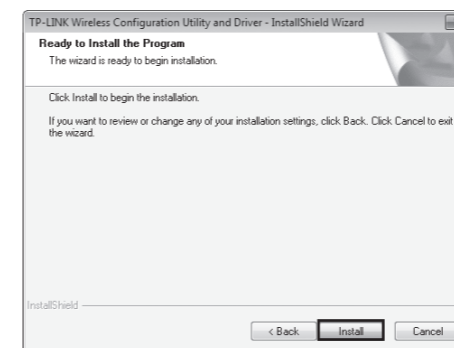 TP-LINK Wireless Configuration Utility and Driver - InstallShield Wizard
Ready to Install the Program
The wizard is ready to begin installation.
Click Install to begin the installation.
If you want to review or change any of your installation settings, click Back. Click Cancel to exit
the wizard.
InstallShield
< Back Install Cancel